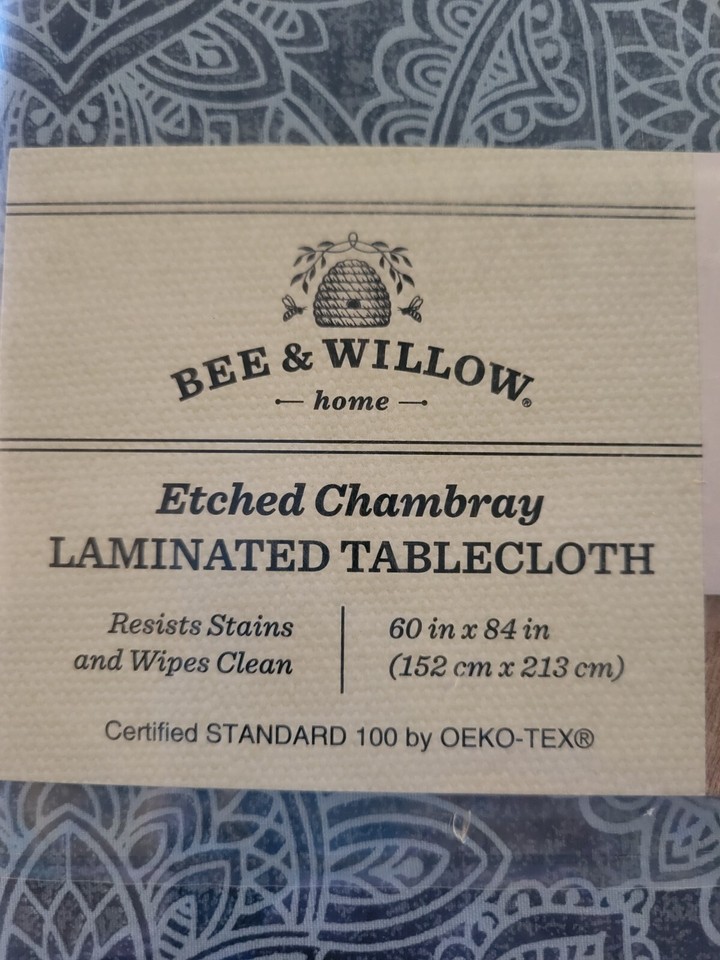 BEE & WILLOW®
home
Etched Chambray
LAMINATED TABLECLOTH
Resists Stains
and Wipes Clean
60 in x 84 in
(152 cm x 213 cm)
Certified STANDARD 100 by OEKO-TEX®